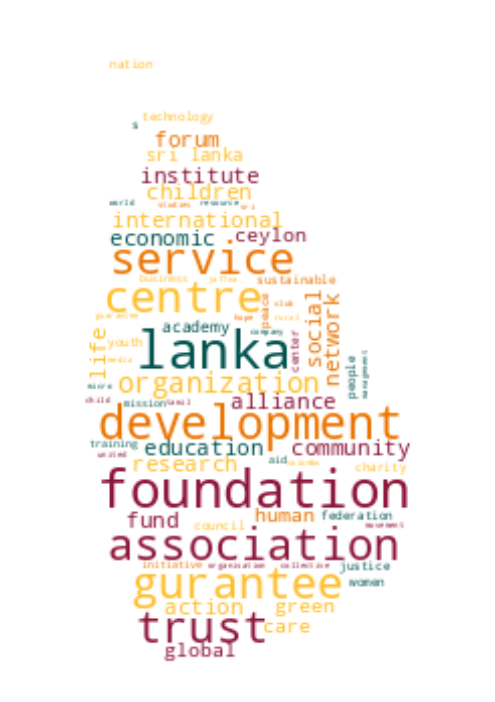 nation
technology
s
forum
sri lanka
institute
children
world studies resource sri
international
economic ceylon
service
business jaffna sustainable
centre
peace club
guarantee hope rural
social
network
academy company
lanka
center
life
youth
media
people
management
organization
micro
child mission tamil alliance
development
training education community
united
research aid charity
foundation
fund human federation
council movement
association
initiative organisation collective justice
gurantee women
action green
trust care
global